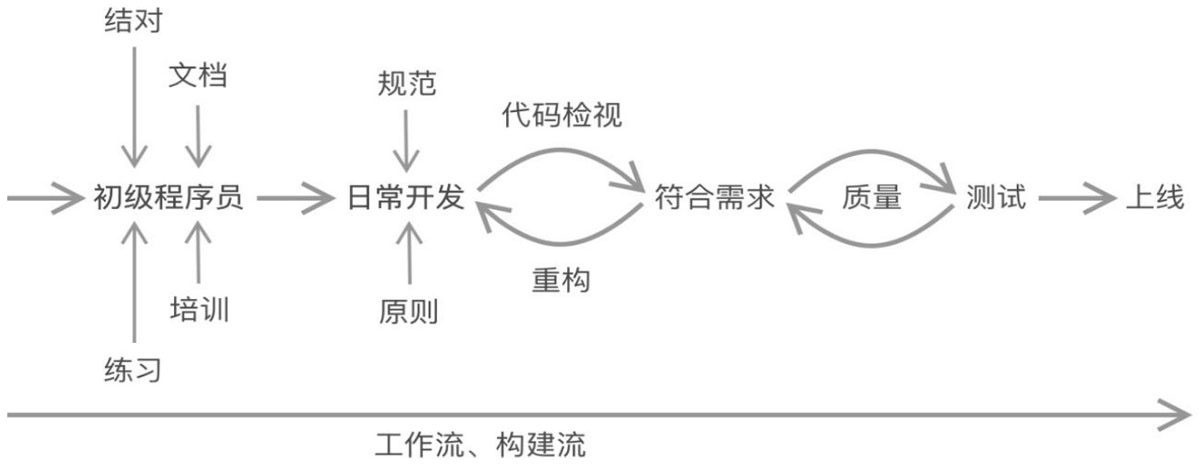 结对
文档
规范
代码检视
初级程序员
日常开发
符合需求
质量
测试
上线
重构
培训
原则
练习
工作流、构建流